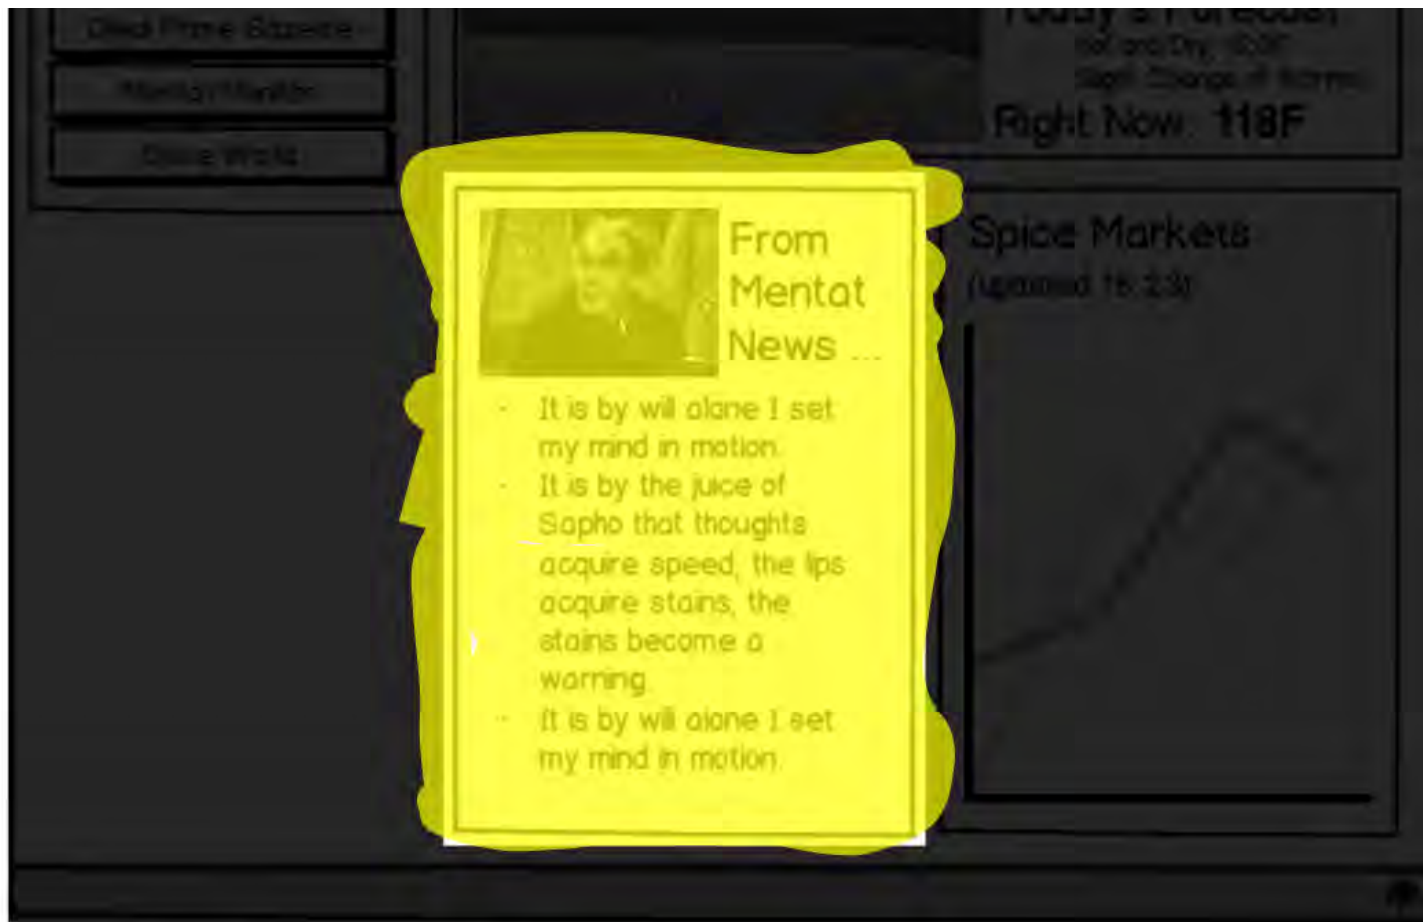 Today's Forecast
Right Now: 118F
From
Mentat
News ...
- It is by will alone I set
my mind in motion.
- It is by the juice of
Sapho that thoughts
acquire speed, the lips
acquire stains, the
stains become a
warning.
- It is by will alone I set
my mind in motion.
Spice Markets